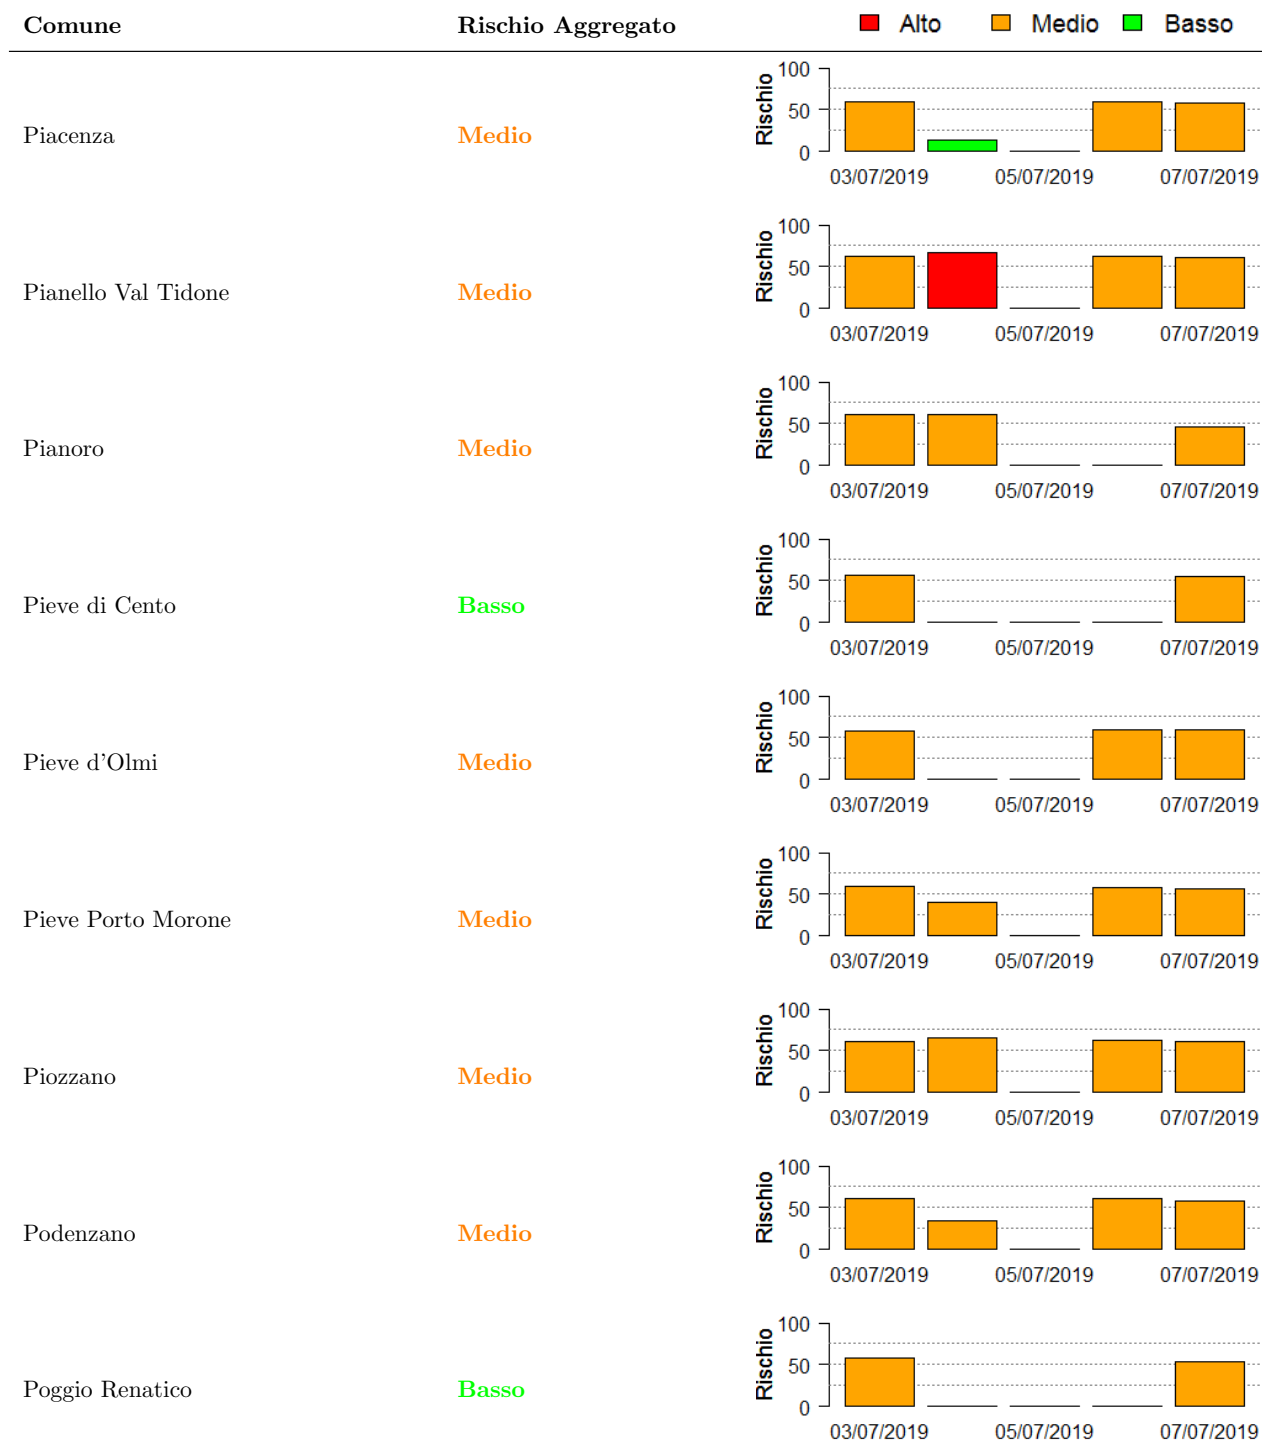 Comune Rischio Aggregato Alto Medio Basso
Piacenza Medio
Rischio
100
50
0
03/07/2019 05/07/2019 07/07/2019
Pianello Val Tidone Medio
Rischio
100
50
0
03/07/2019 05/07/2019 07/07/2019
Pianoro Medio
Rischio
100
50
0
03/07/2019 05/07/2019 07/07/2019
Pieve di Cento Basso
Rischio
100
50
0
03/07/2019 05/07/2019 07/07/2019
Pieve d'Olmi Medio
Rischio
100
50
0
03/07/2019 05/07/2019 07/07/2019
Pieve Porto Morone Medio
Rischio
100
50
0
03/07/2019 05/07/2019 07/07/2019
Piozzano Medio
Rischio
100
50
0
03/07/2019 05/07/2019 07/07/2019
Podenzano Medio
Rischio
100
50
0
03/07/2019 05/07/2019 07/07/2019
Poggio Renatico Basso
Rischio
100
50
0
03/07/2019 05/07/2019 07/07/2019